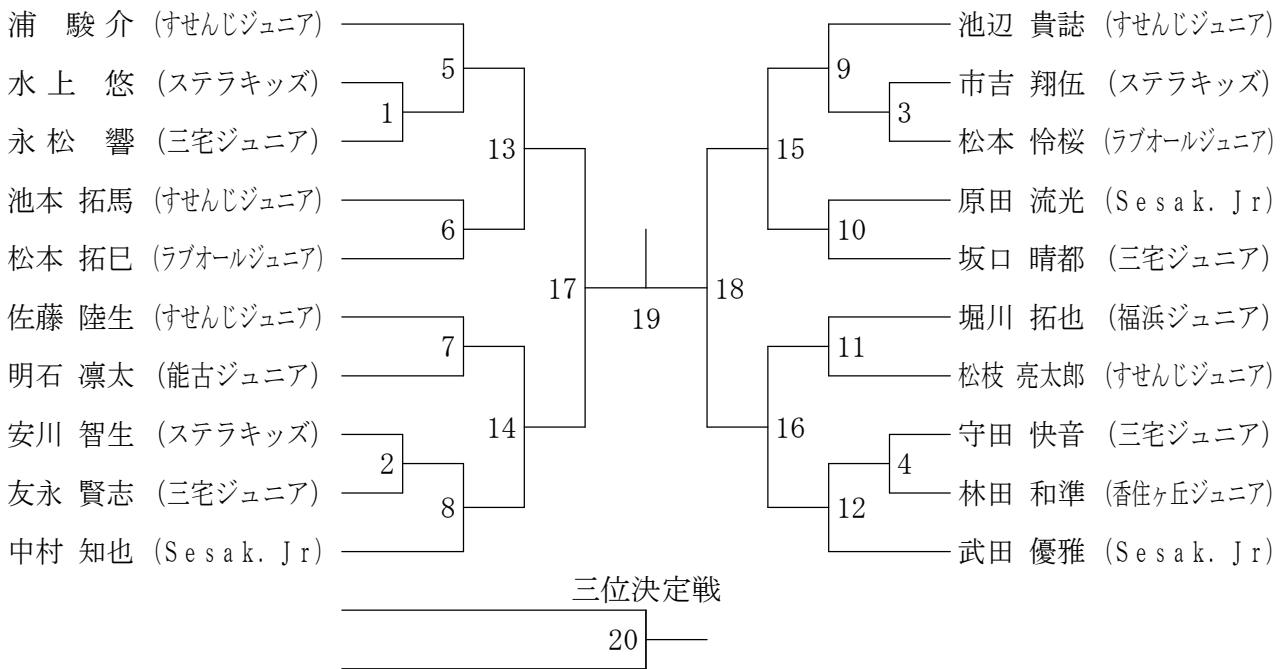 浦 駿介 (すせんじジュニア)
5
水上 悠 (ステラキッズ)
1
永松 響 (三宅ジュニア)
13
池本 拓馬 (すせんじジュニア)
6
松本 拓巳 (ラブオールジュニア)
17
佐藤 陸生 (すせんじジュニア)
7
明石 凛太 (能古ジュニア)
安川 智生 (ステラキッズ)
14
2
友永 賢志 (三宅ジュニア)
8
中村 知也 (Sesak. Jr)
19
池辺 貴誌 (すせんじジュニア)
9
市吉 翔伍 (ステラキッズ)
3
松本 怜桜 (ラブオールジュニア)
15
原田 流光 (Sesak. Jr)
10
坂口 晴都 (三宅ジュニア)
18
堀川 拓也 (福浜ジュニア)
11
松枝 亮太郎 (すせんじジュニア)
守田 快音 (三宅ジュニア)
16
4
林田 和準 (香住ヶ丘ジュニア)
12
武田 優雅 (Sesak. Jr)
三位決定戦
20